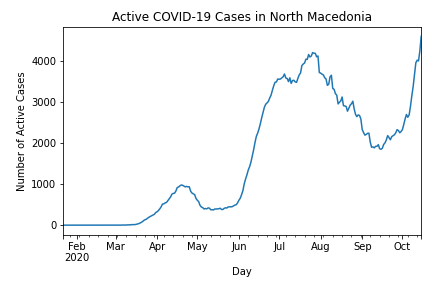 Active COVID-19 Cases in North Macedonia
Number of Active Cases
4000
3000
2000
1000
0
Feb Mar Apr May Jun Jul Aug Sep Oct
2020
Day